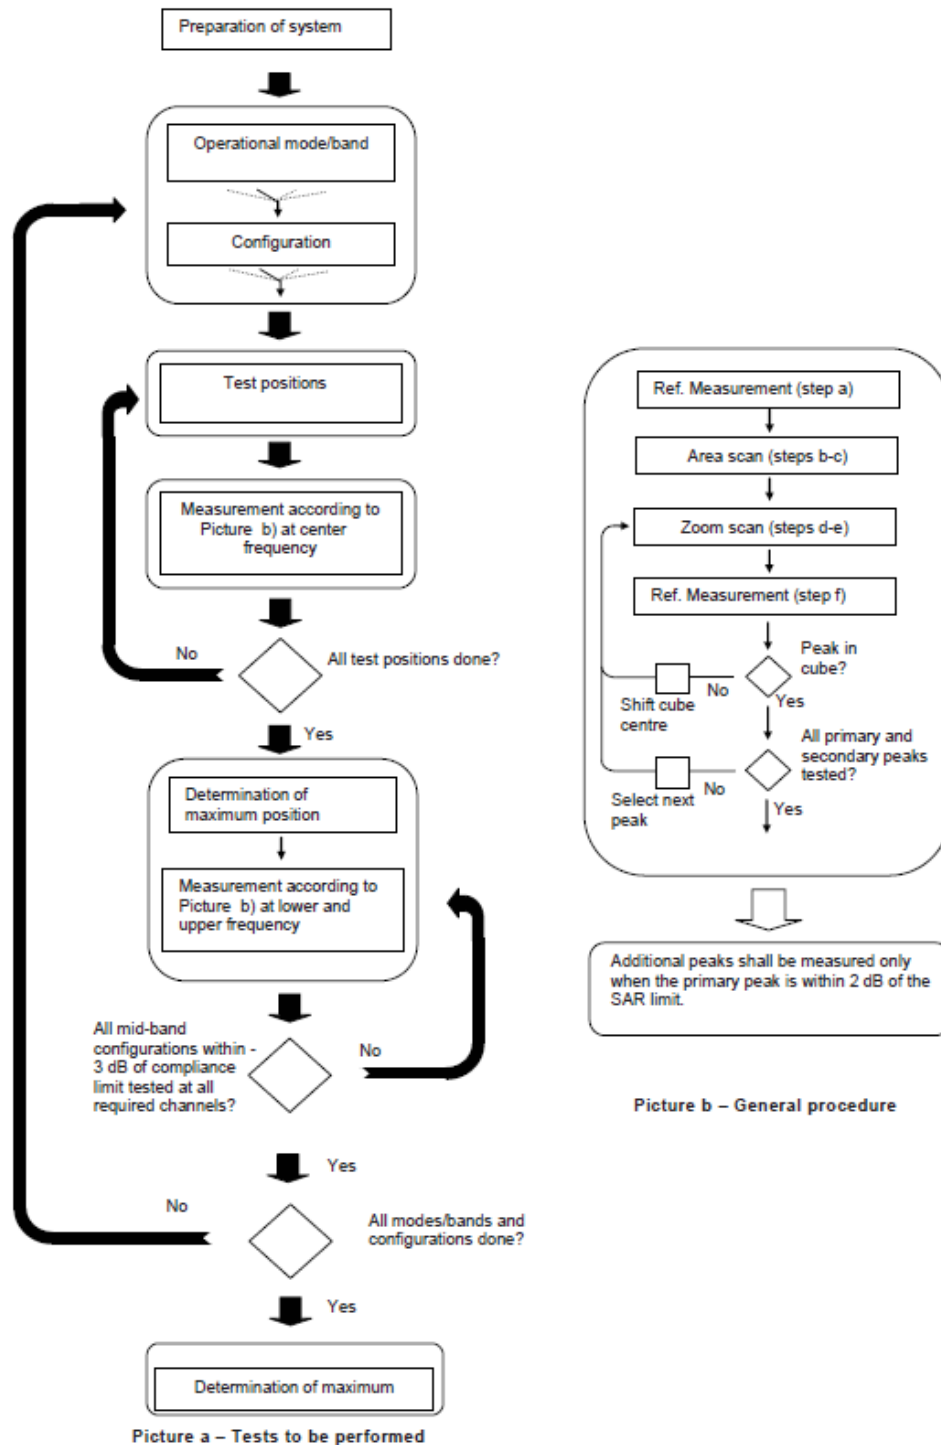 Preparation of system
Operational mode/band
Configuration
Test positions
Measurement according to
Picture b) at center
frequency
No
All test positions done?
Yes
Determination of
maximum position
Measurement according to
Picture b) at lower and
upper frequency
All mid-band
configurations within -
3 dB of compliance
limit tested at all
required channels?
No
Yes
No
All modes/bands and
configurations done?
Yes
Determination of maximum
Picture a – Tests to be performed
Ref. Measurement (step a)
Area scan (steps b-c)
Zoom scan (steps d-e)
Ref. Measurement (step f)
Peak in
cube?
No
Shift cube
centre
Yes
All primary and
secondary peaks
tested?
No
Select next
peak
Yes
Additional peaks shall be measured only
when the primary peak is within 2 dB of the
SAR limit.
Picture b – General procedure